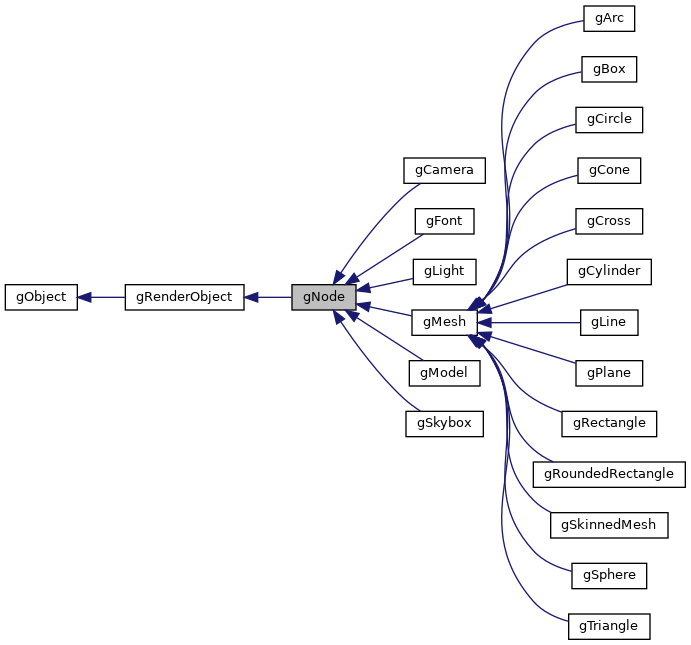 gObject
gRenderObject
gNode
gCamera
gFont
gLight
gMesh
gModel
gSkybox
gArc
gBox
gCircle
gCone
gCross
gCylinder
gLine
gPlane
gRectangle
gRoundedRectangle
gSkinnedMesh
gSphere
gTriangle